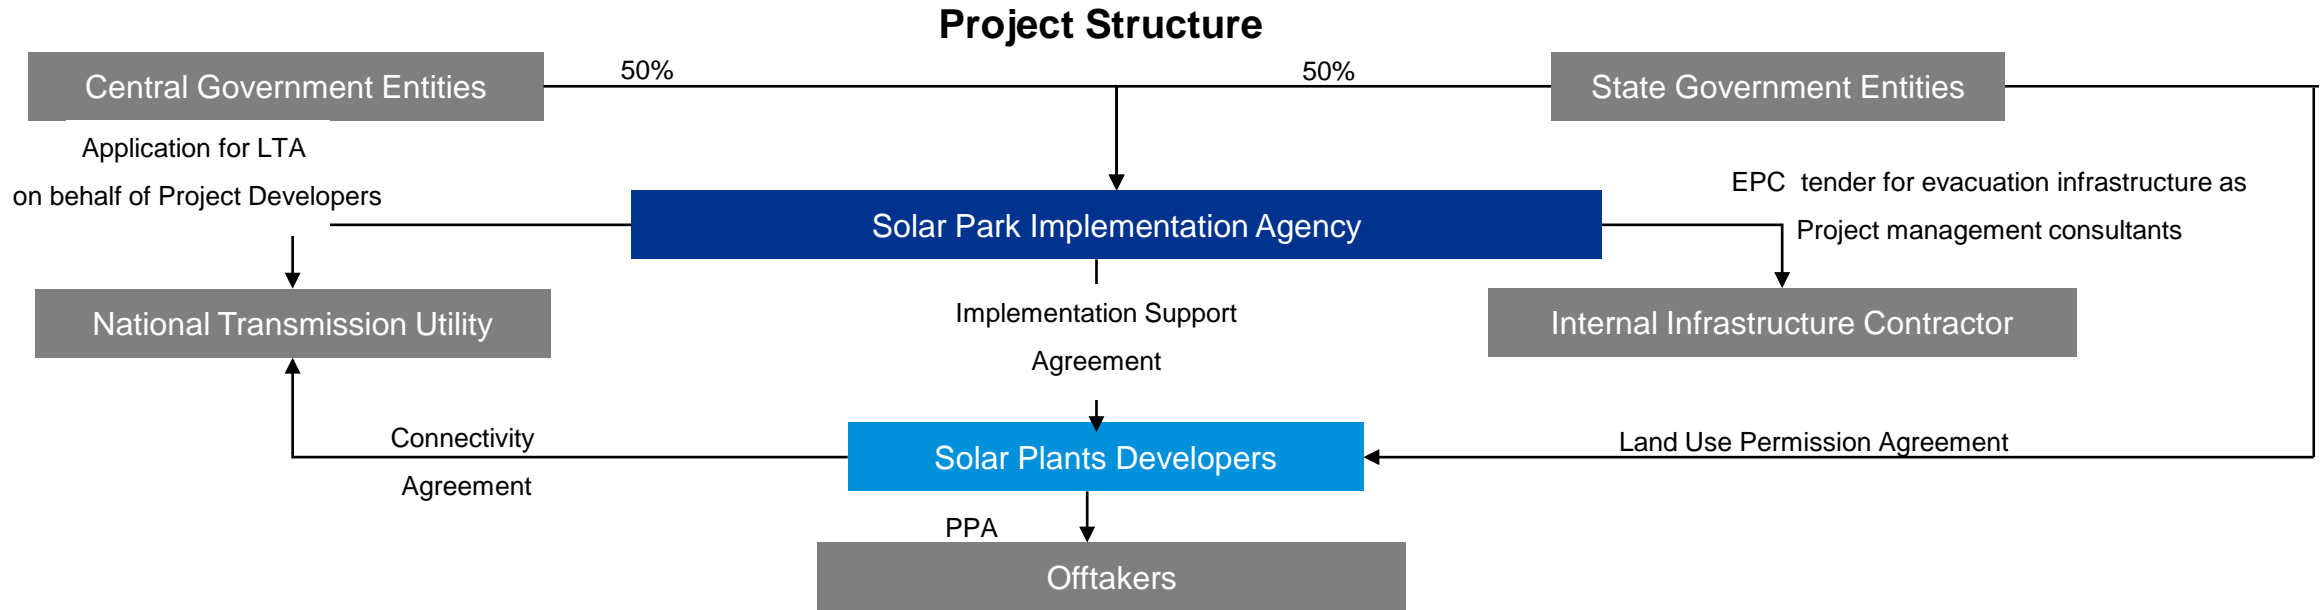 Project Structure
50%
50%
Central Government Entities
State Government Entities
Application for LTA
on behalf of Project Developers
EPC  tender for evacuation infrastructure as
Project management consultants
Solar Park Implementation Agency
National Transmission Utility
Implementation Support
Agreement
Internal Infrastructure Contractor
Connectivity
Agreement
Solar Plants Developers
Land Use Permission Agreement
PPA
Offtakers